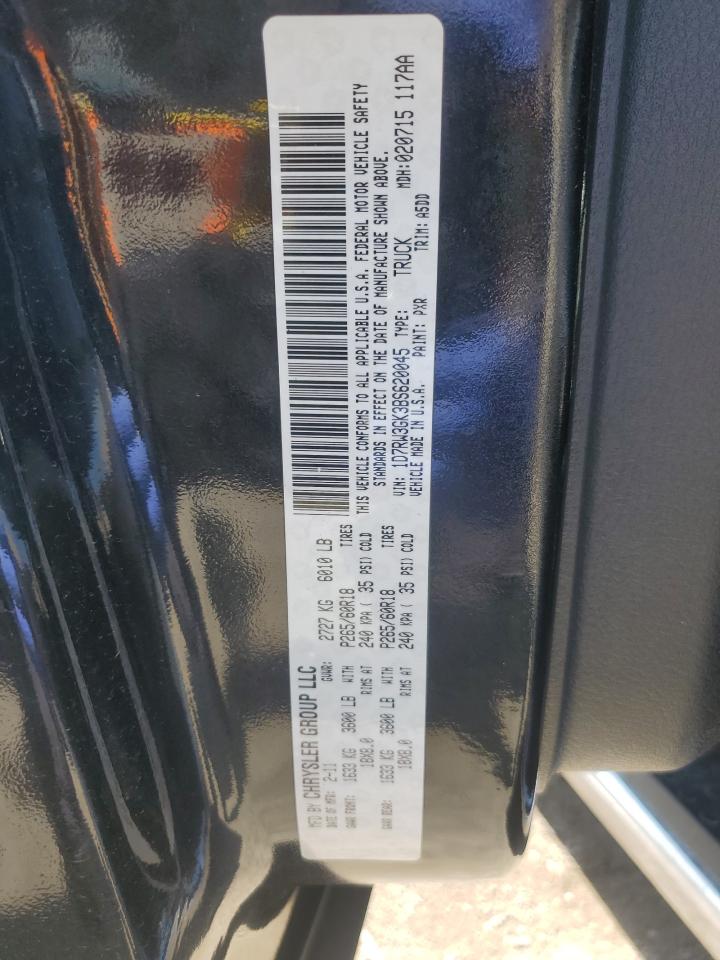 MFD BY CHRYSLER GROUP LLC
DATE OF MFR: 2-11 GVWR: 2727 KG 6010 LB
GAWR FRONT: 1633 KG 3600 LB WITH P265/60R18 TIRES
18X8.0 RIMS AT 240 KPA ( 35 PSI) COLD
GAWR REAR: 1633 KG 3600 LB WITH P265/60R18 TIRES
18X8.0 RIMS AT 240 KPA ( 35 PSI) COLD
THIS VEHICLE CONFORMS TO ALL APPLICABLE U.S.A. FEDERAL MOTOR VEHICLE SAFETY
STANDARDS IN EFFECT ON THE DATE OF MANUFACTURE SHOWN ABOVE.
VIN: 1D7RW3GK3BS620045 TYPE: TRUCK MDH:020715 117AA
VEHICLE MADE IN U.S.A. PAINT: PXR TRIM: A5DD